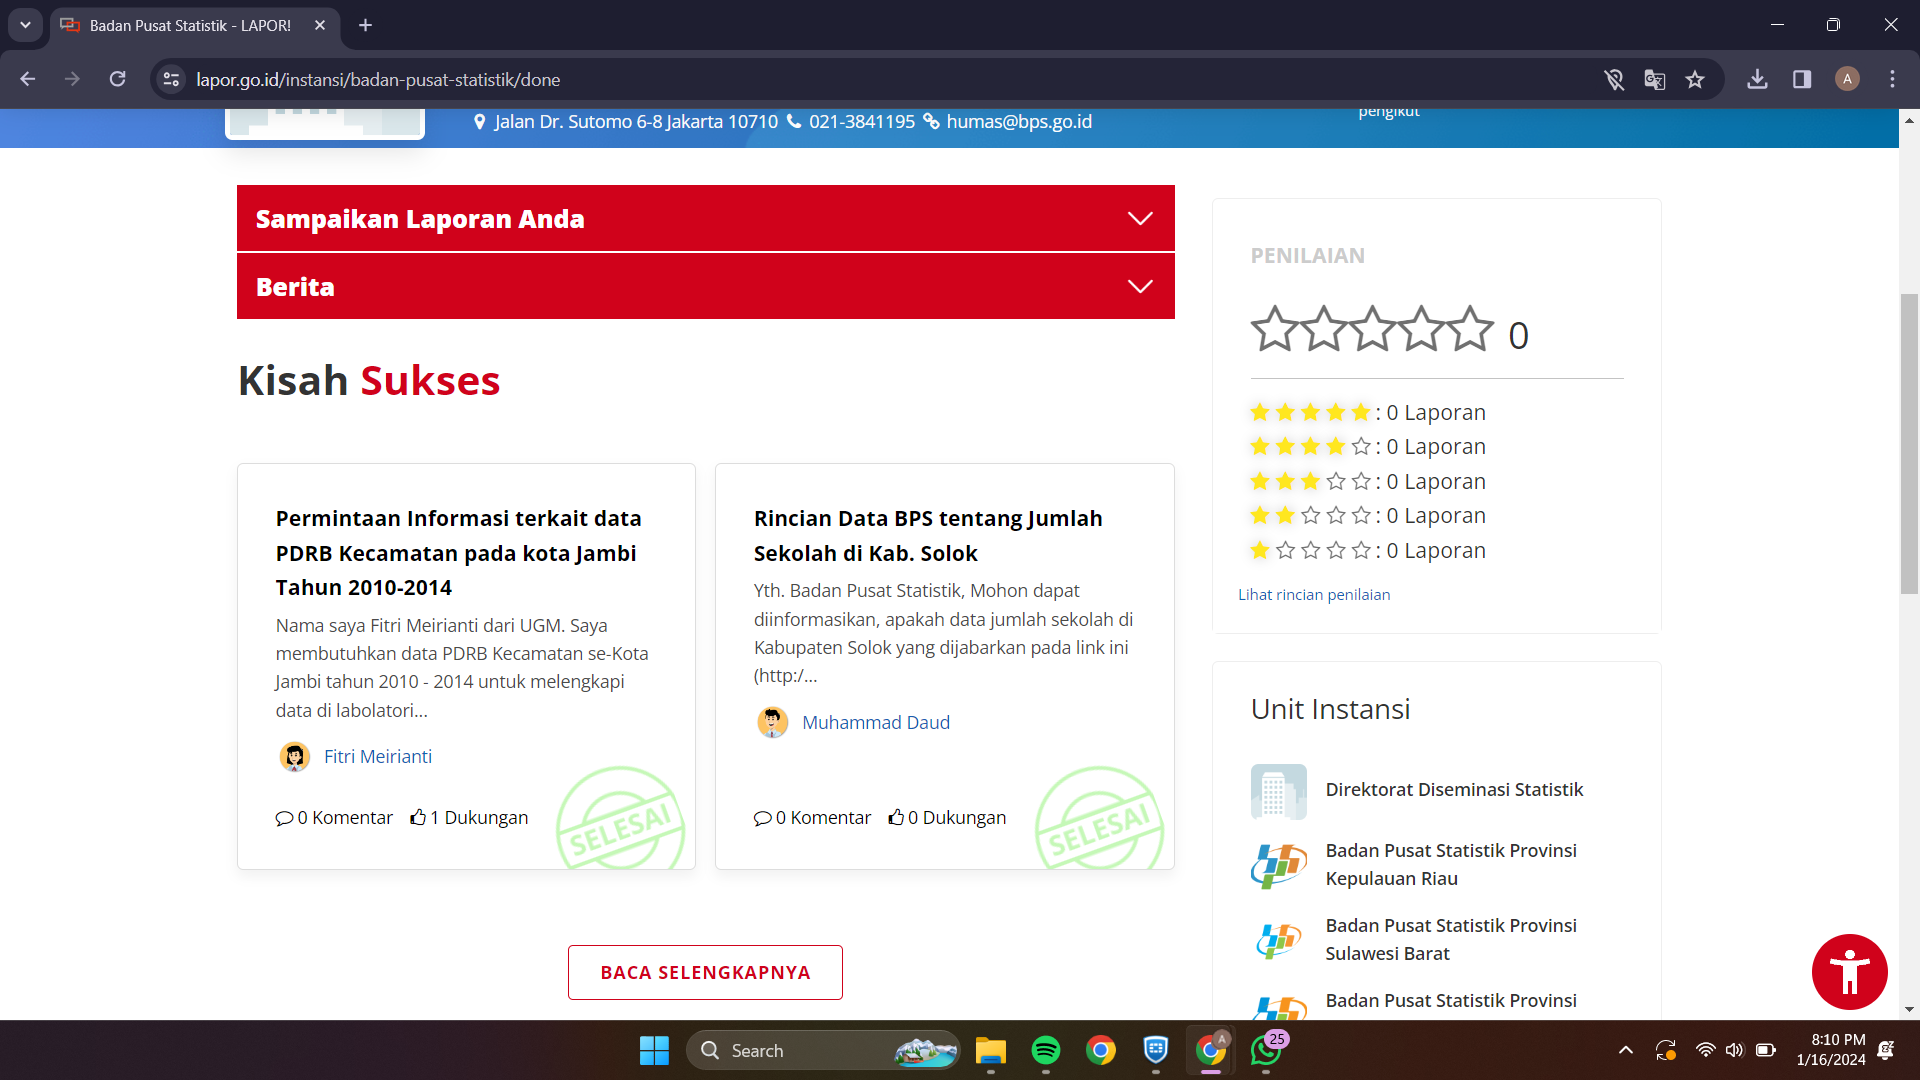 Badan Pusat Statistik - LAPOR!
lapor.go.id/instansi/badan-pusat-statistik/done
A
Jalan Dr. Sutomo 6-8 Jakarta 10710 021-3841195 humas@bps.go.id
pengikut
Sampaikan Laporan Anda
Berita
Kisah Sukses
Permintaan Informasi terkait data
PDRB Kecamatan pada kota Jambi
Tahun 2010-2014
Nama saya Fitri Meirianti dari UGM. Saya
membutuhkan data PDRB Kecamatan se-Kota
Jambi tahun 2010 - 2014 untuk melengkapi
data di labolatori...
Fitri Meirianti
0 Komentar 1 Dukungan
SELESAI
Rincian Data BPS tentang Jumlah
Sekolah di Kab. Solok
Yth. Badan Pusat Statistik, Mohon dapat
diinformasikan, apakah data jumlah sekolah di
Kabupaten Solok yang dijabarkan pada link ini
(http:/...
Muhammad Daud
0 Komentar 0 Dukungan
SELESAI
BACA SELENGKAPNYA
PENILAIAN
0
: 0 Laporan
: 0 Laporan
: 0 Laporan
: 0 Laporan
: 0 Laporan
Lihat rincian penilaian
Unit Instansi
Direktorat Diseminasi Statistik
Badan Pusat Statistik Provinsi
Kepulauan Riau
Badan Pusat Statistik Provinsi
Sulawesi Barat
Badan Pusat Statistik Provinsi
Search
A
25
8:10 PM
1/16/2024